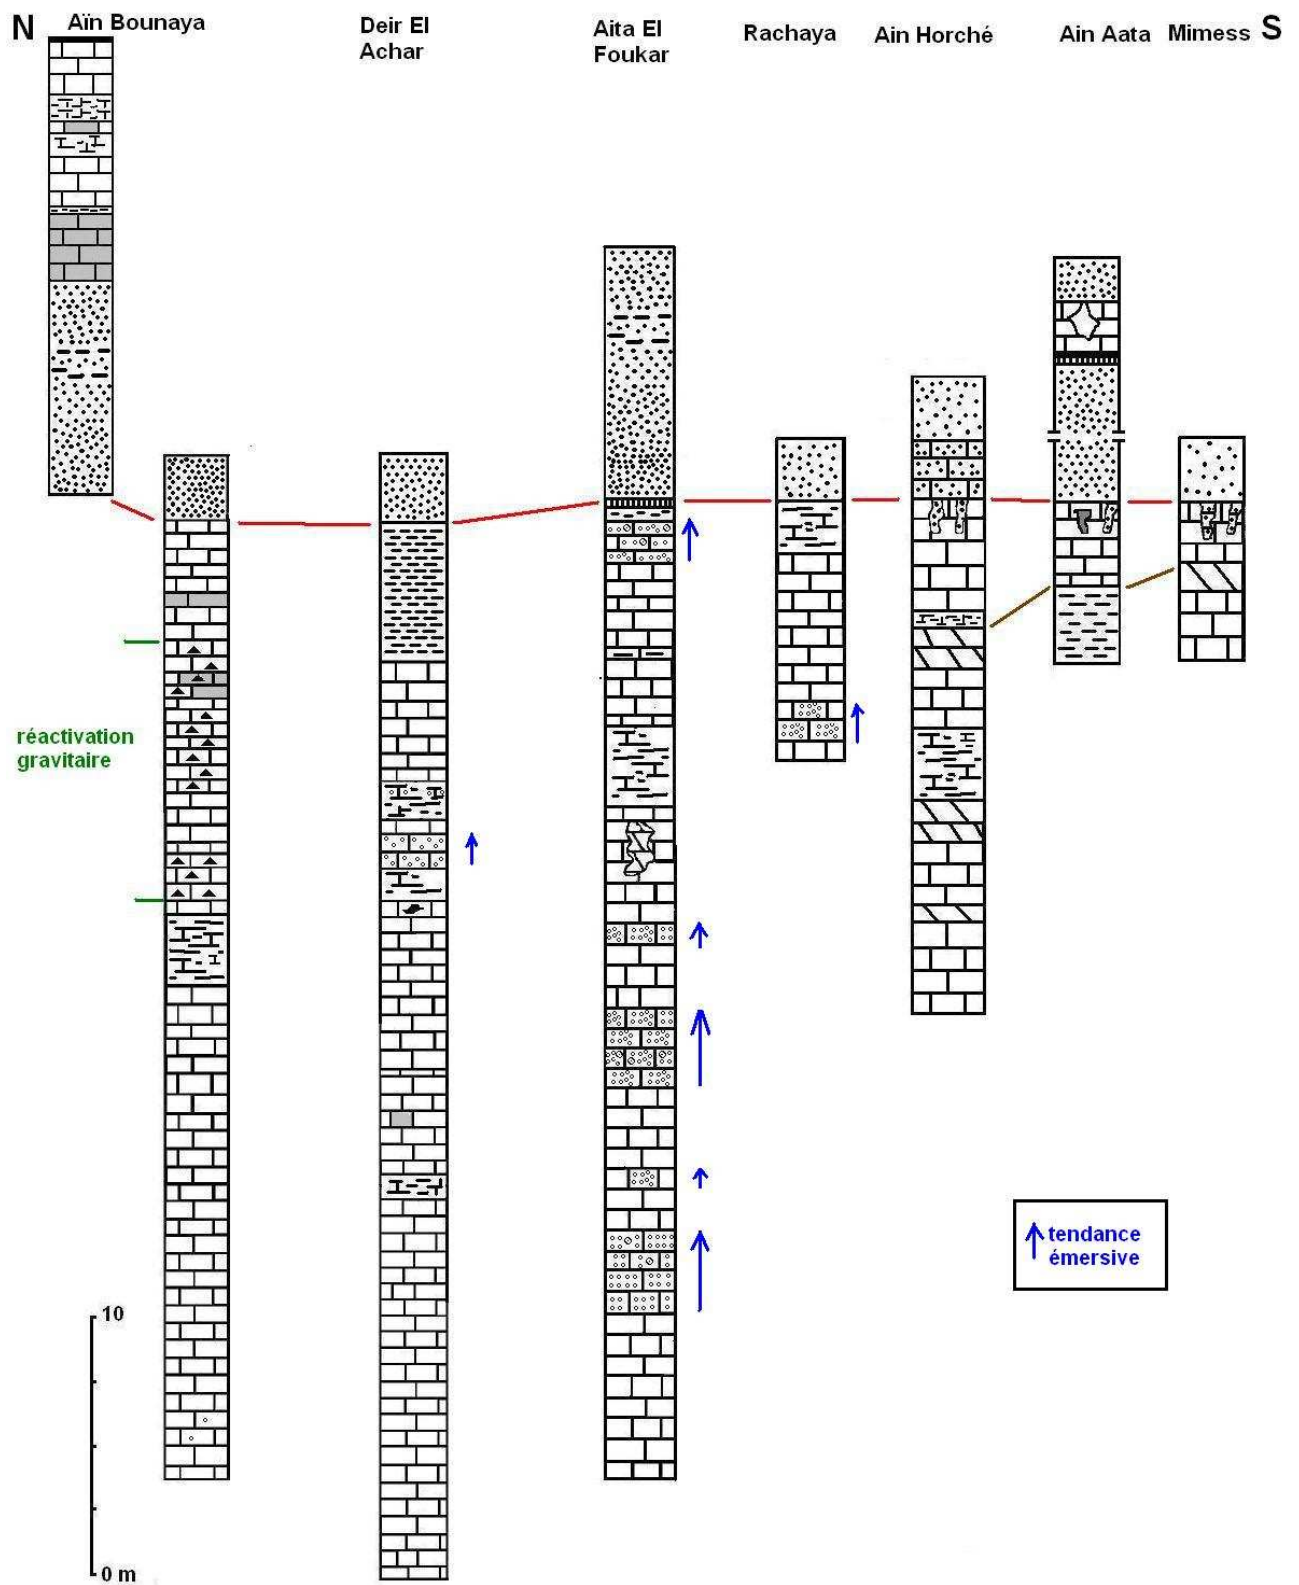 N
Aïn Bounaya
Deir El
Achar
Aita El
Foukar
Rachaya
Ain Horché
Ain Aata
Mimess
S
réactivation
gravitaire
tendance
émersive
10
0 m